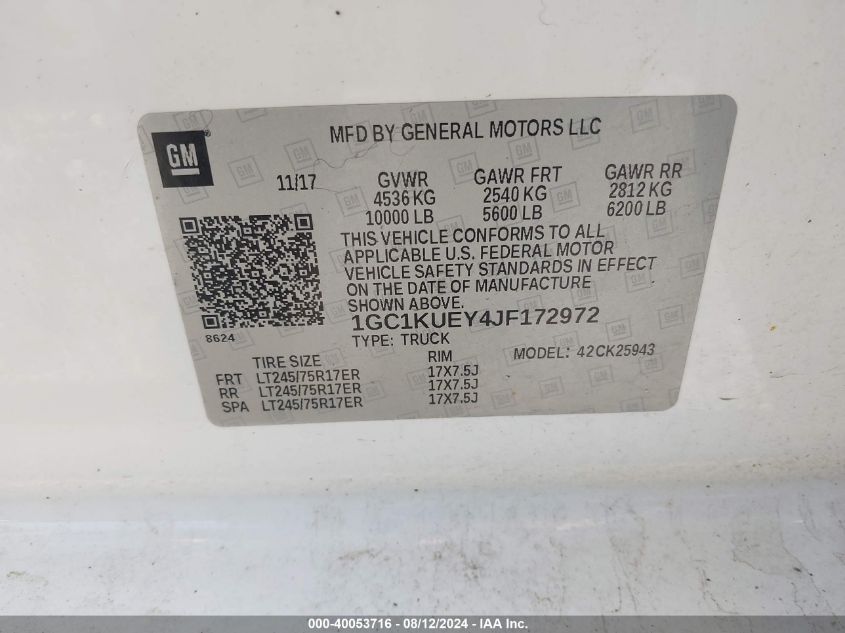 MFD BY GENERAL MOTORS LLC
GM
11/17
GVWR GAWR FRT GAWR RR
4536 KG 2540 KG 2812 KG
10000 LB 5600 LB 6200 LB
THIS VEHICLE CONFORMS TO ALL
APPLICABLE U.S. FEDERAL MOTOR
VEHICLE SAFETY STANDARDS IN EFFECT
ON THE DATE OF MANUFACTURE
SHOWN ABOVE.
8624
1GC1KUEY4JF172972
TYPE: TRUCK
MODEL: 42CK25943
TIRE SIZE RIM
FRT LT245/75R17ER 17X7.5J
RR LT245/75R17ER 17X7.5J
SPA LT245/75R17ER 17X7.5J
000-40053716 - 08/12/2024 - IAA Inc.